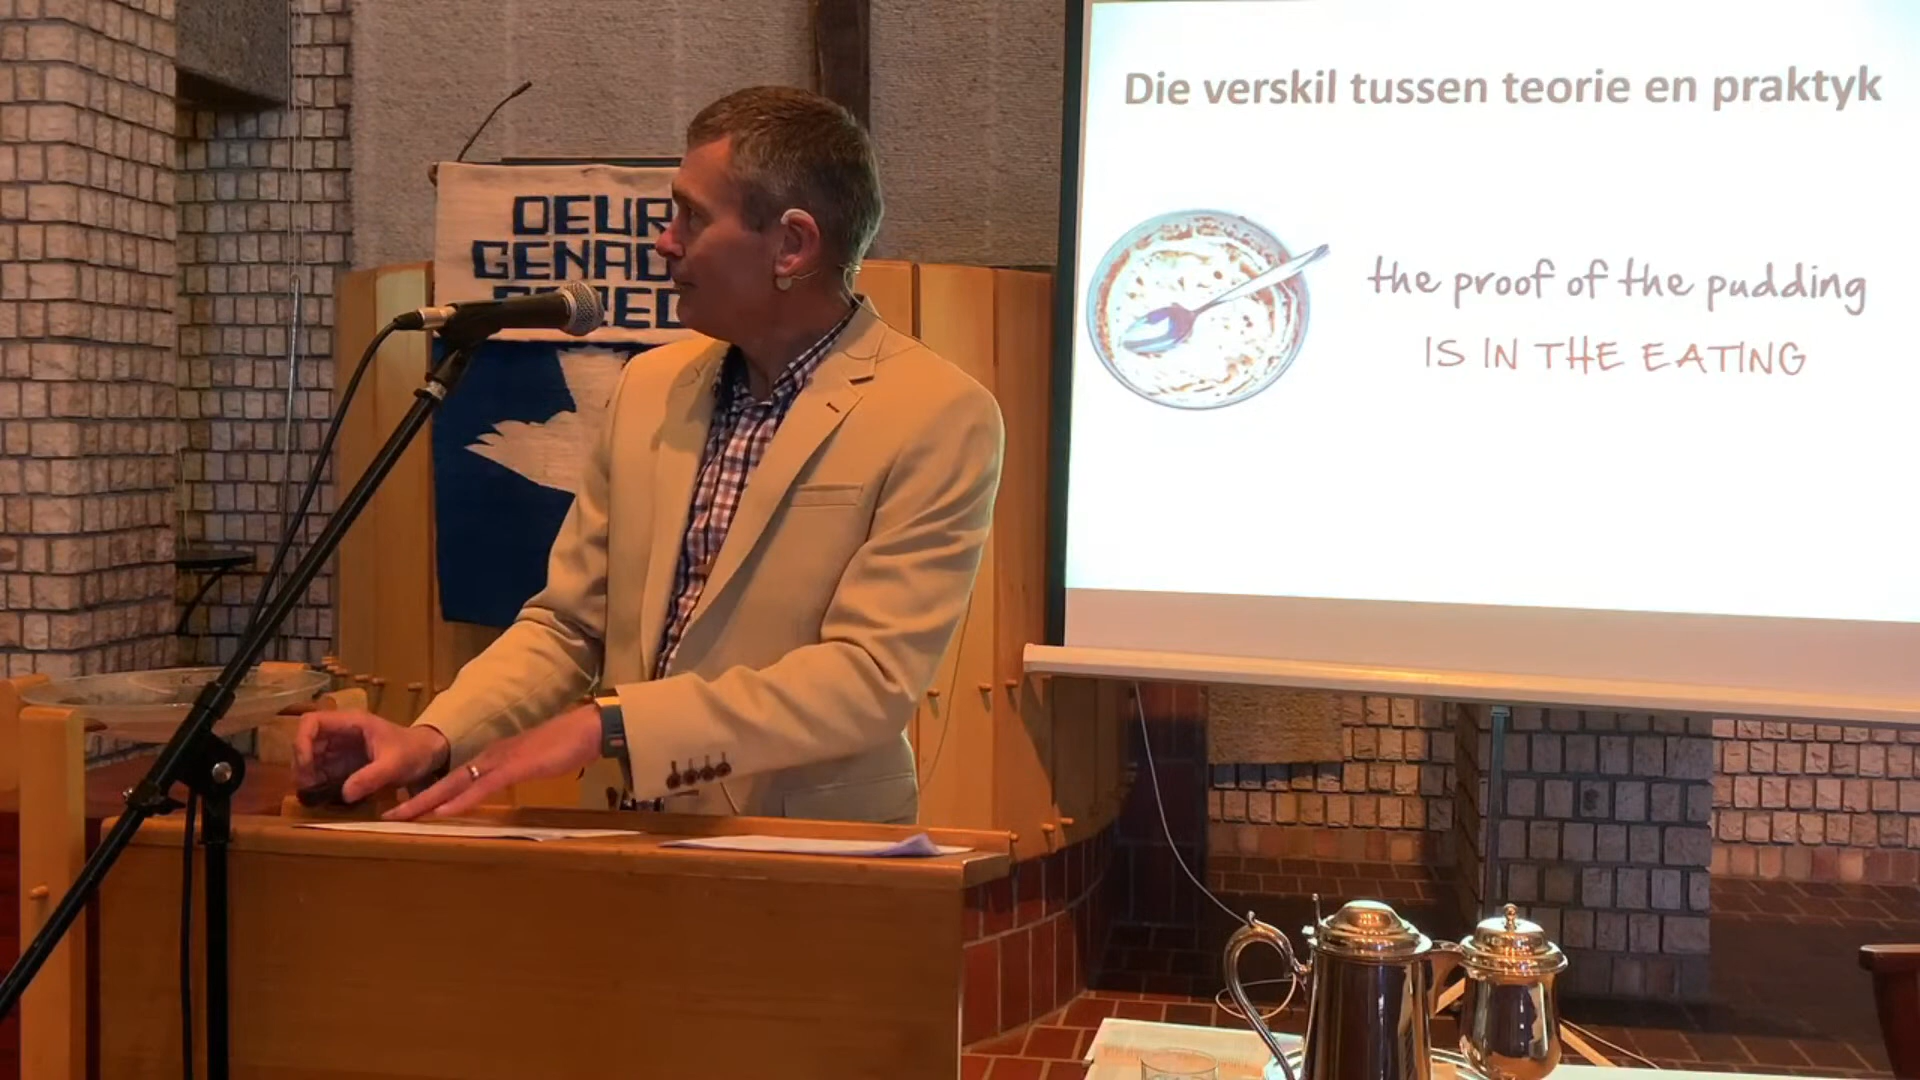 DEUR
GENAD
Die verskil tussen teorie en praktyk
the proof of the pudding
IS IN THE EATING
K